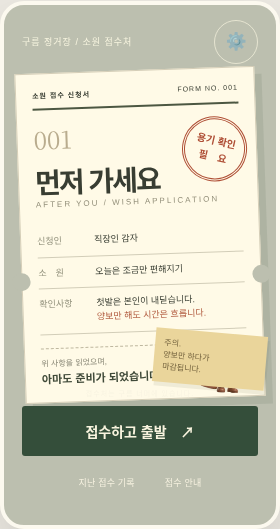 구름 정거장 / 소원 접수처
소원 접수 신청서
FORM NO. 001
001
용기 확인
필 요
먼저 가세요
AFTER YOU / WISH APPLICATION
신청인 직장인 감자
소 원 오늘은 조금만 편해지기
확인사항 첫발은 본인이 내딛습니다.
양보만 해도 시간은 흐릅니다.
주의.
양보만 하다가
마감됩니다.
위 사항을 읽었으며,
아마도 준비가 되었습니다
접수하고 출발 ↗
지난 접수 기록 접수 안내